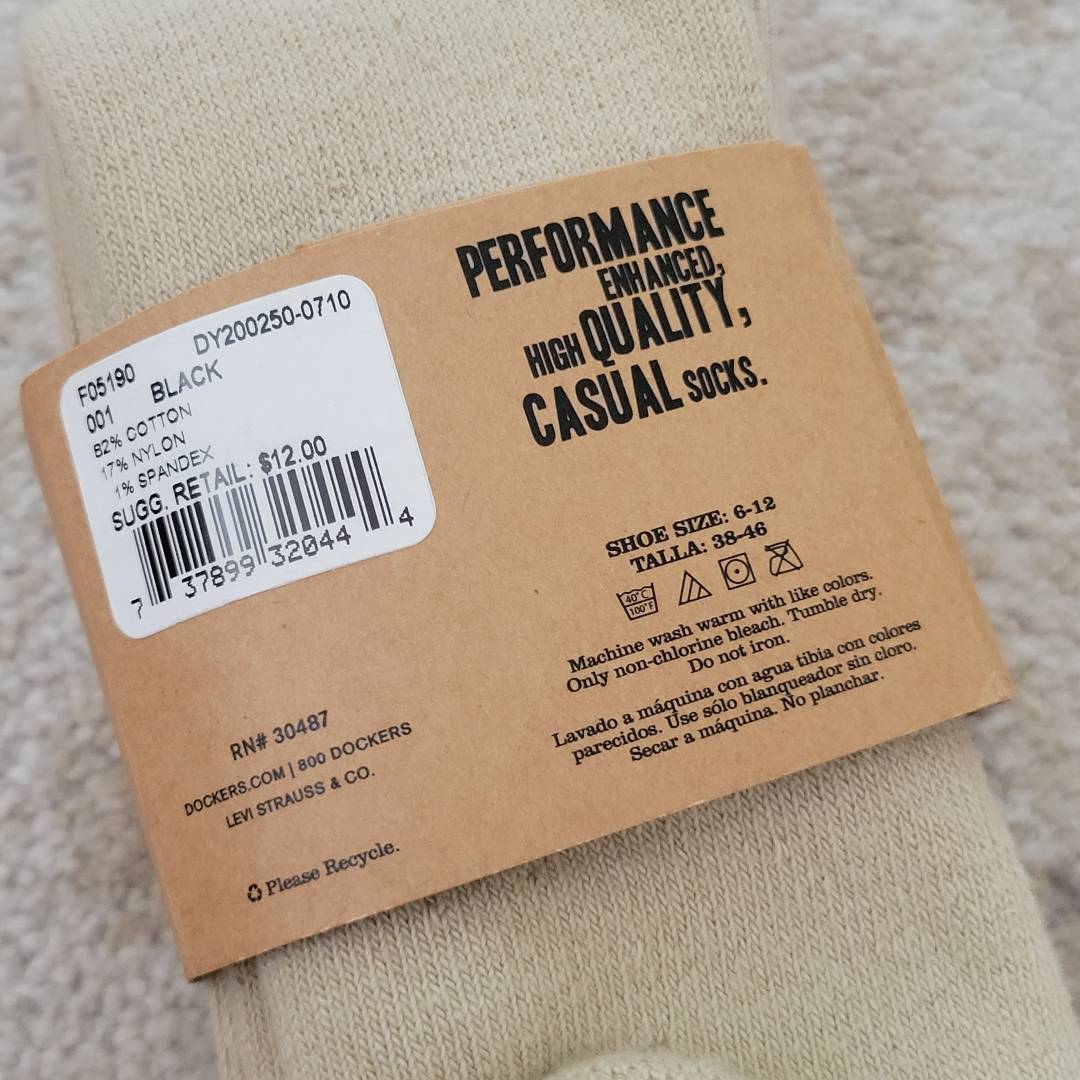 DY200250-0710
F05190
001 BLACK
82% COTTON
17% NYLON
1% SPANDEX
SUGG. RETAIL: $12.00
7 37899 32044 4
PERFORMANCE
ENHANCED,
HIGH QUALITY,
CASUAL SOCKS.
SHOE SIZE: 6-12
TALLA: 38-46
40°C
100°F
Machine wash warm with like colors.
Only non-chlorine bleach. Tumble dry.
Do not iron.
Lavado a máquina con agua tibia con colores
parecidos. Use sólo blanqueador sin cloro.
Secar a máquina. No planchar.
RN# 30487
DOCKERS.COM | 800 DOCKERS
LEVI STRAUSS & CO.
Please Recycle.